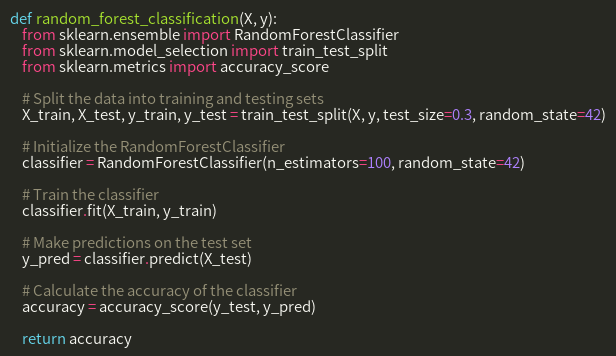 def random_forest_classification(X, y):
    from sklearn.ensemble import RandomForestClassifier
    from sklearn.model_selection import train_test_split
    from sklearn.metrics import accuracy_score

    # Split the data into training and testing sets
    X_train, X_test, y_train, y_test = train_test_split(X, y, test_size=0.3, random_state=42)

    # Initialize the RandomForestClassifier
    classifier = RandomForestClassifier(n_estimators=100, random_state=42)

    # Train the classifier
    classifier.fit(X_train, y_train)

    # Make predictions on the test set
    y_pred = classifier.predict(X_test)

    # Calculate the accuracy of the classifier
    accuracy = accuracy_score(y_test, y_pred)

    return accuracy